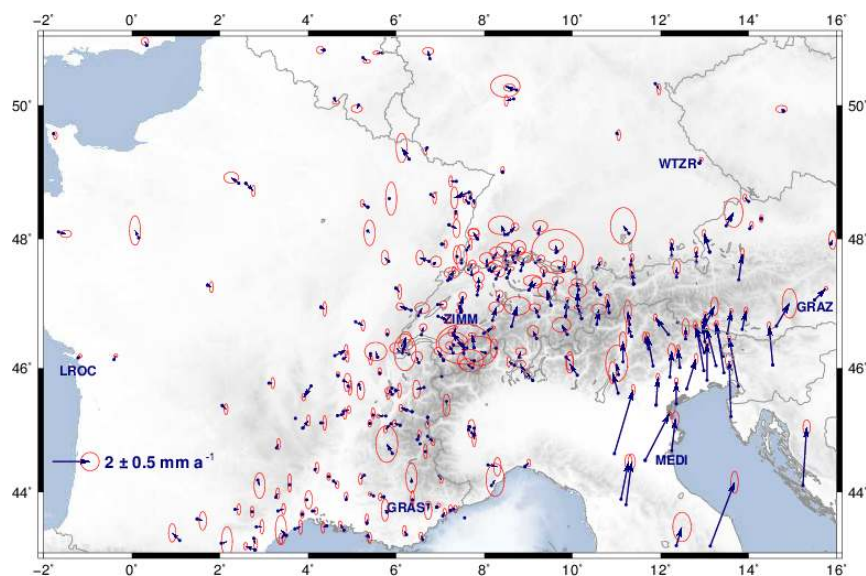 −2˚ 0˚ 2˚ 4˚ 6˚ 8˚ 10˚ 12˚ 14˚ 16˚
50˚ 50˚
WTZR
48˚ 48˚
ZIMM GRAZ
46˚ 46˚
LROC
2 ± 0.5 mm a⁻¹ MEDI
44˚ 44˚
GRAS
−2˚ 0˚ 2˚ 4˚ 6˚ 8˚ 10˚ 12˚ 14˚ 16˚